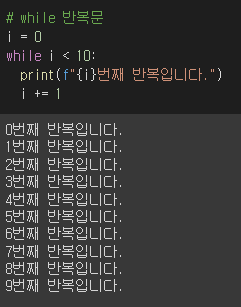 # while 반복문
i = 0
while i < 10:
  print(f"{i}번째 반복입니다.")
  i += 1
0번째 반복입니다.
1번째 반복입니다.
2번째 반복입니다.
3번째 반복입니다.
4번째 반복입니다.
5번째 반복입니다.
6번째 반복입니다.
7번째 반복입니다.
8번째 반복입니다.
9번째 반복입니다.